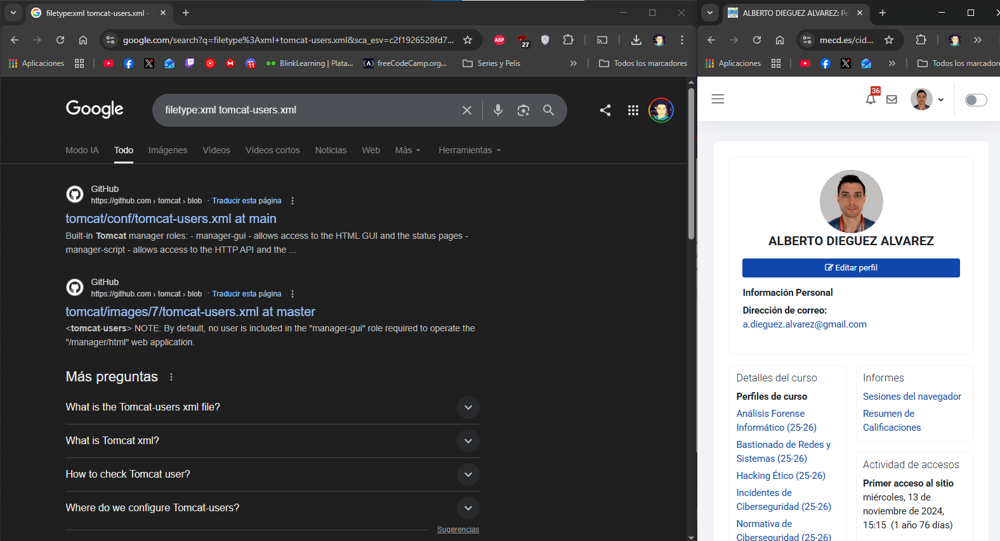 filetype:xml tomcat-users.xml -
google.com/search?q=filetype%3Axml+tomcat-users.xml&sca_esv=c2f1926528fd7...
ABP
27
Aplicaciones
BlinkLearning | Plata...
freeCodeCamp.org...
Series y Pelis
Todos los marcadores
Google
filetype:xml tomcat-users.xml
Modo IA
Todo
Imágenes
Vídeos
Vídeos cortos
Noticias
Web
Más
Herramientas
GitHub
https://github.com › tomcat › blob · Traducir esta página
tomcat/conf/tomcat-users.xml at main
Built-in Tomcat manager roles: - manager-gui - allows access to the HTML GUI and the status pages -
manager-script - allows access to the HTTP API and the ...
GitHub
https://github.com › tomcat › blob · Traducir esta página
tomcat/images/7/tomcat-users.xml at master
<tomcat-users> NOTE: By default, no user is included in the "manager-gui" role required to operate the
"/manager/html" web application.
Más preguntas
What is the Tomcat-users xml file?
What is Tomcat xml?
How to check Tomcat user?
Where do we configure Tomcat-users?
Sugerencias
ALBERTO DIEGUEZ ALVAREZ: Pe
mecd.es/cid...
Aplicaciones
Todos los marcadore
36
ALBERTO DIEGUEZ ALVAREZ
Editar perfil
Información Personal
Dirección de correo:
a.dieguez.alvarez@gmail.com
Detalles del curso
Perfiles de curso
Análisis Forense
Informático (25-26)
Bastionado de Redes y
Sistemas (25-26)
Hacking Ético (25-26)
Incidentes de
Ciberseguridad (25-26)
Normativa de
Ciberseguridad (25-26)
Informes
Sesiones del navegador
Resumen de
Calificaciones
Actividad de accesos
Primer acceso al sitio
miércoles, 13 de
noviembre de 2024,
15:15 (1 año 76 días)